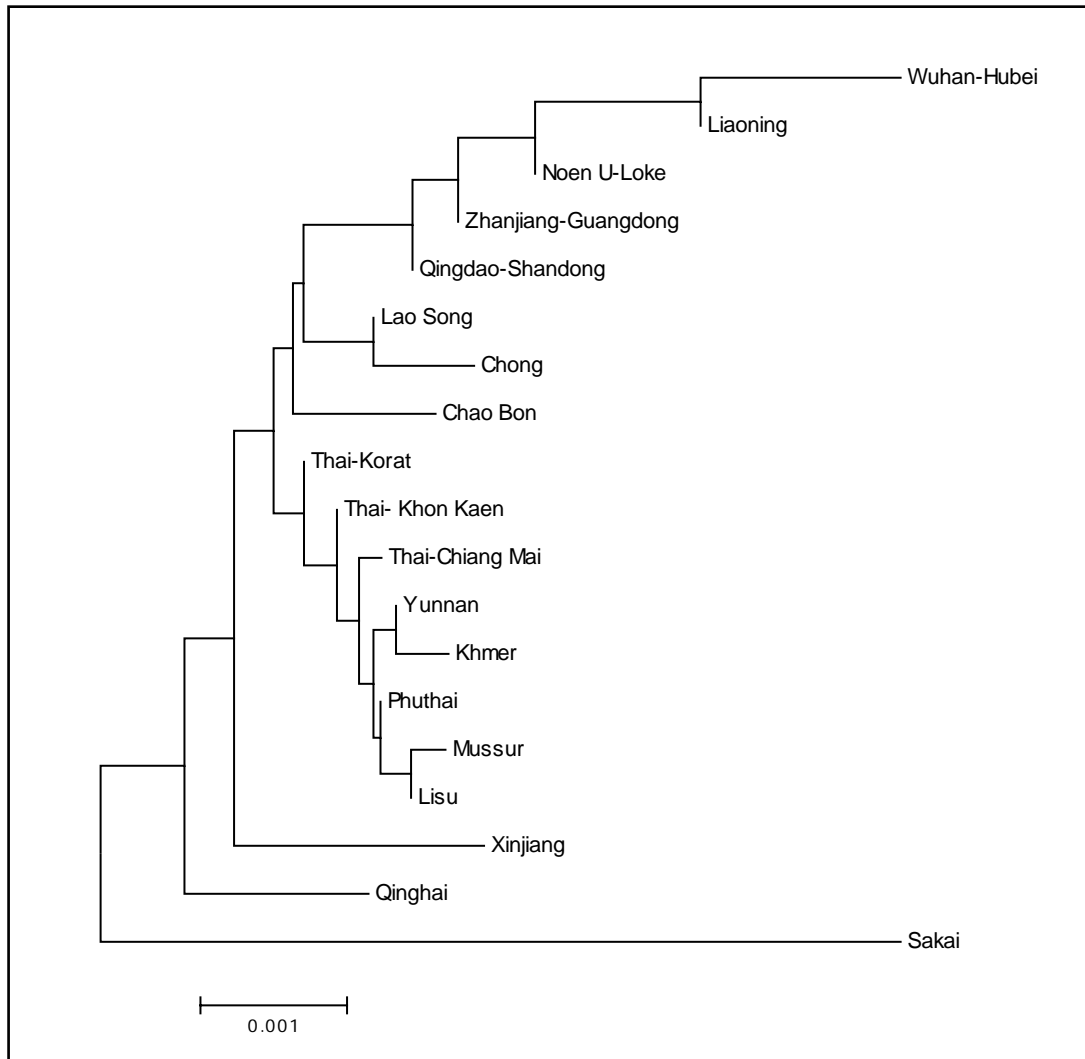 Wuhan-Hubei
Liaoning
Noen U-Loke
Zhanjiang-Guangdong
Qingdao-Shandong
Lao Song
Chong
Chao Bon
Thai-Korat
Thai- Khon Kaen
Thai-Chiang Mai
Yunnan
Khmer
Phuthai
Mussur
Lisu
Xinjiang
Qinghai
Sakai
0.001